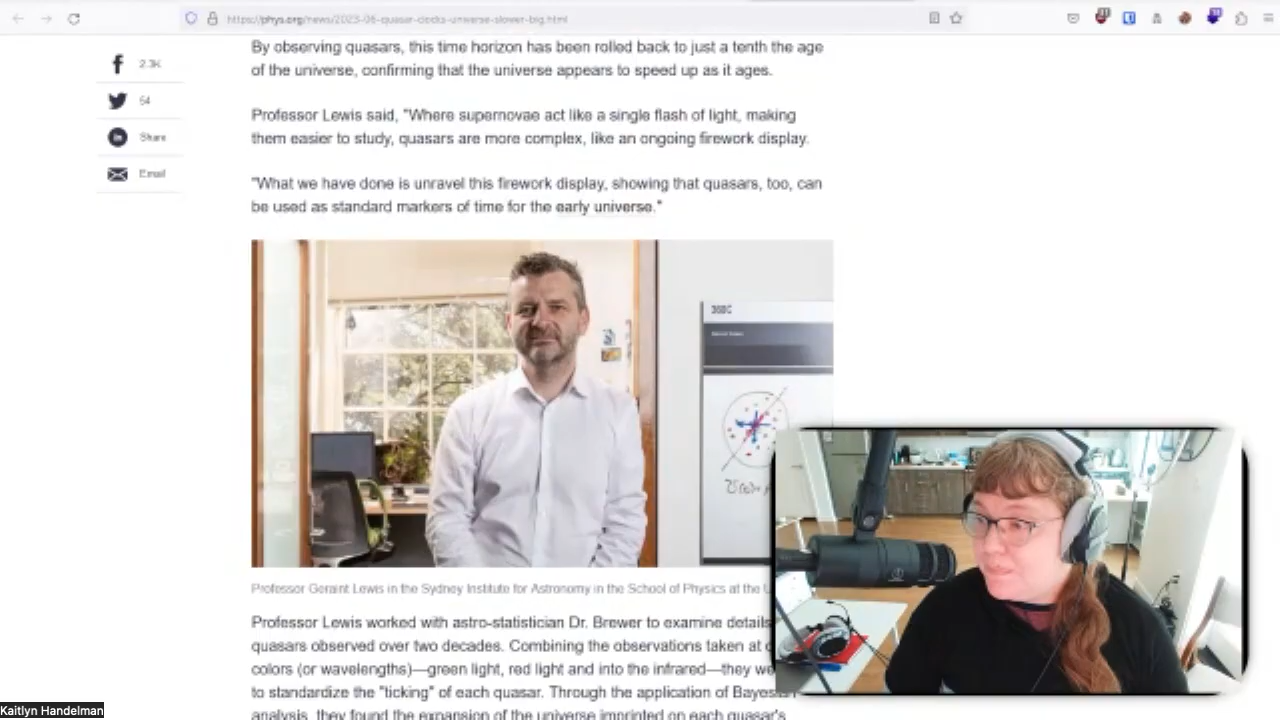 https://phys.org/news/2023-06-quasar-clocks-universe-slower-big.html
By observing quasars, this time horizon has been rolled back to just a tenth the age
of the universe, confirming that the universe appears to speed up as it ages.
2.3K
54
Share
Email
Professor Lewis said, "Where supernovae act like a single flash of light, making
them easier to study, quasars are more complex, like an ongoing firework display.
"What we have done is unravel this firework display, showing that quasars, too, can
be used as standard markers of time for the early universe."
Professor Geraint Lewis in the Sydney Institute for Astronomy in the School of Physics at the U
Professor Lewis worked with astro-statistician Dr. Brewer to examine details
quasars observed over two decades. Combining the observations taken at
colors (or wavelengths)—green light, red light and into the infrared—they we
to standardize the "ticking" of each quasar. Through the application of Bayesi
analysis, they found the expansion of the universe imprinted on each quasar's
Kaitlyn Handelman